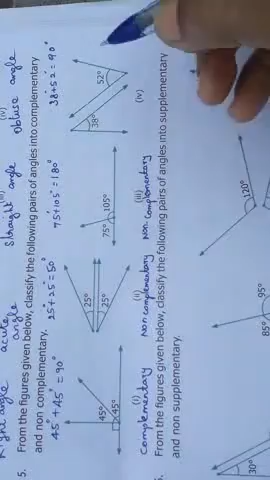 Right angle
acute angle
(iii)
Straight angle
(iv)
obtuse angle
5. From the figures given below, classify the following pairs of angles into complementary
and non complementary.
45° + 45° = 90°
25 + 25 = 50°
75+105° = 180°
38+52 = 90°
45°
45°
25°
25°
75°
105°
38°
52°
(i)
(ii)
(iii)
(iv)
Complementary
Non complementary
Non complementary
From the figures given below, classify the following pairs of angles into supplementary
and non supplementary.
30°
85°
95°
120°